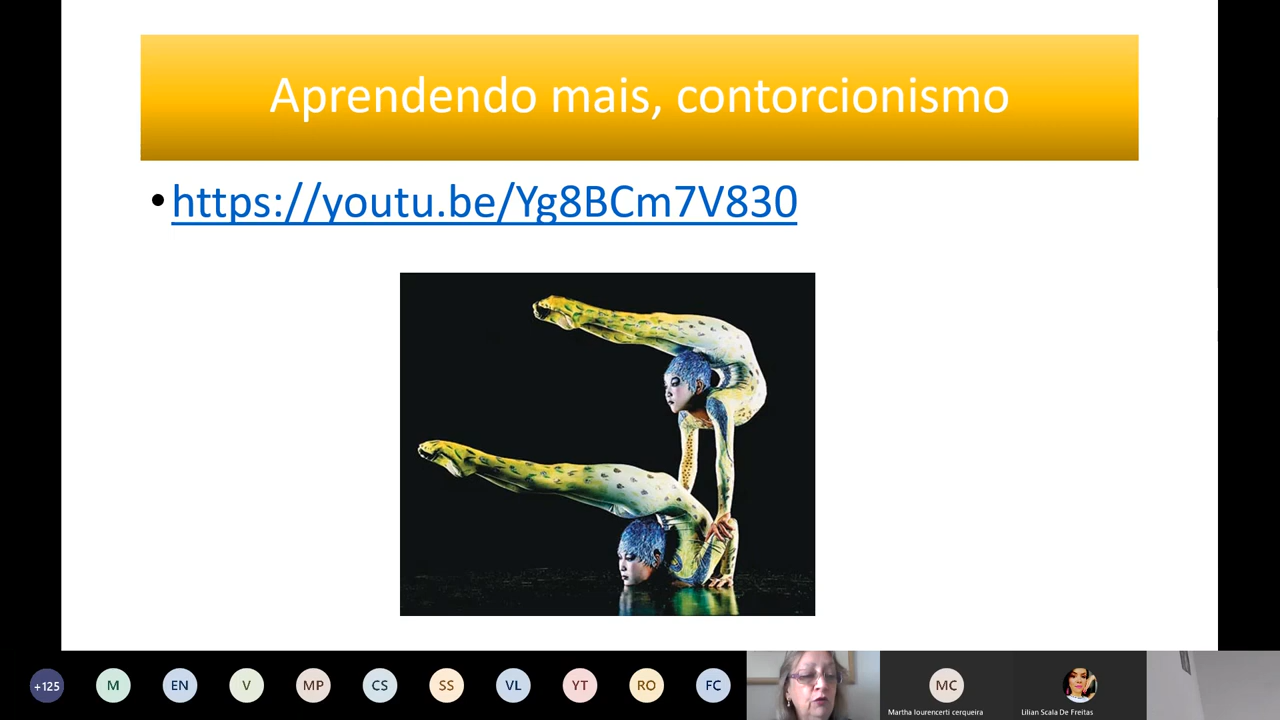 Aprendendo mais, contorcionismo
•https://youtu.be/Yg8BCm7V830
+125
M
EN
V
MP
CS
SS
VL
YT
RO
FC
MC
Martha lourencerti cerqueira
Lilian Scala De Freitas